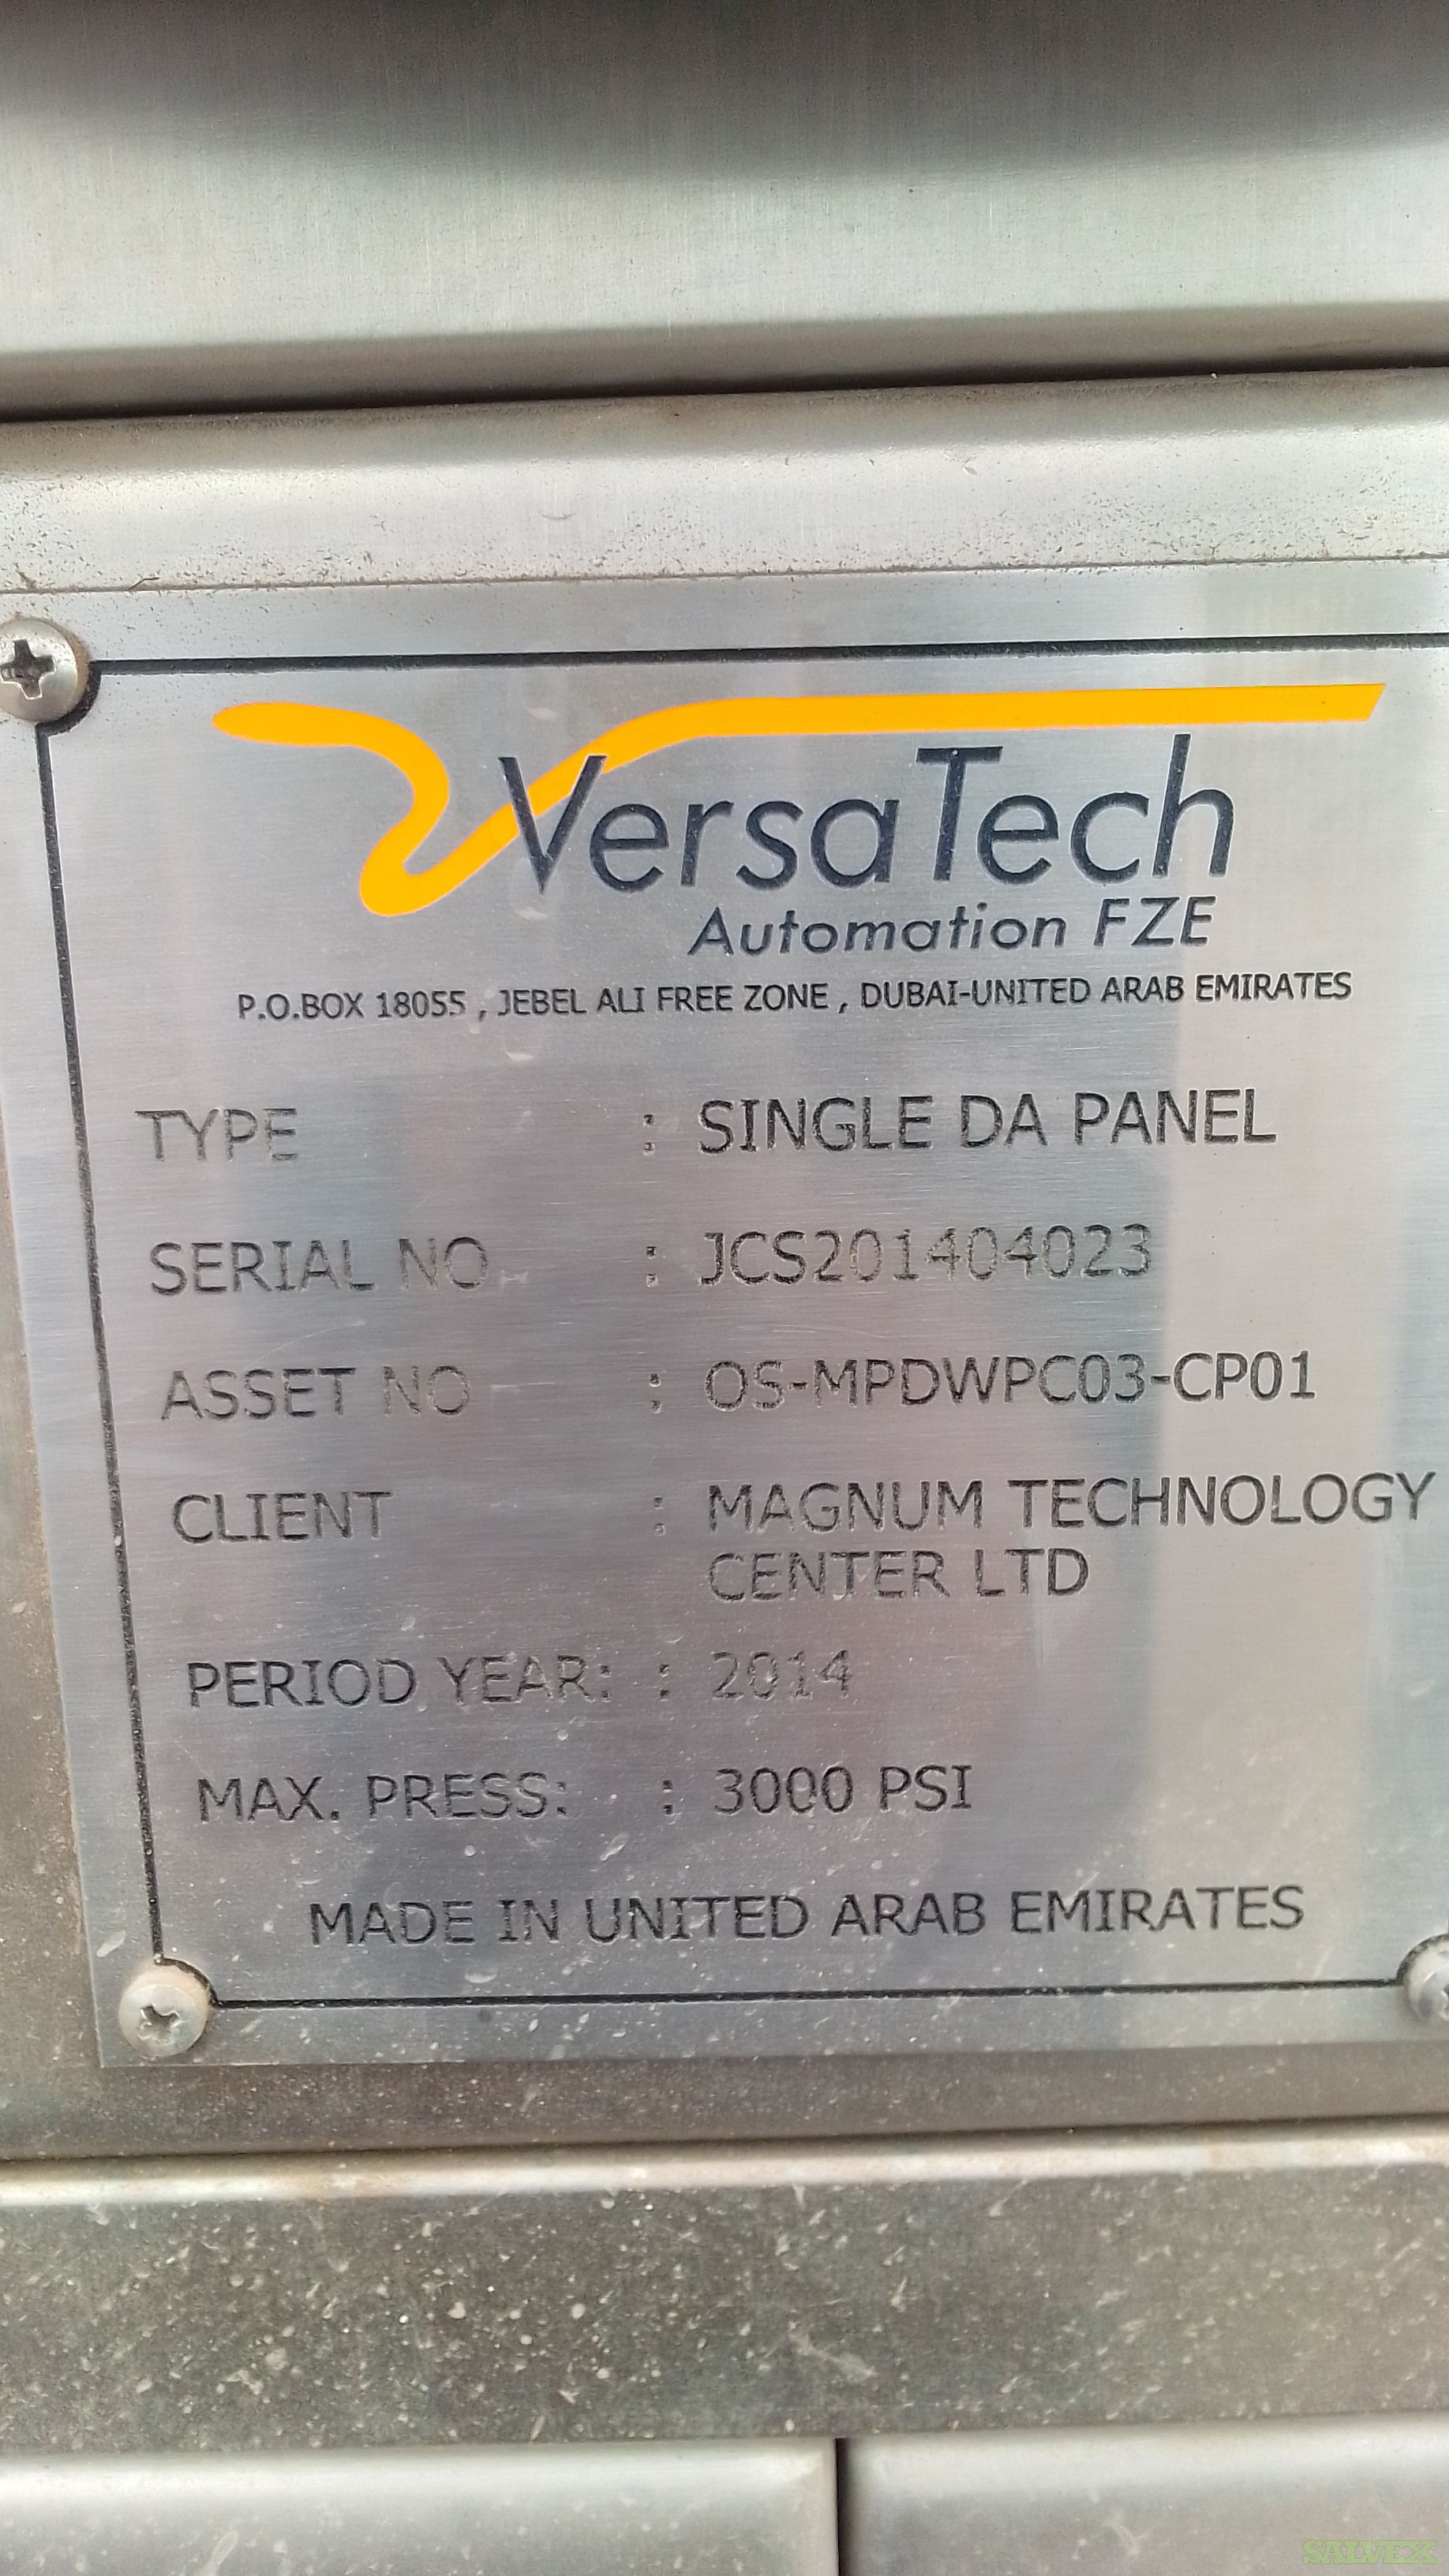 VersaTech
Automation FZE
P.O.BOX 18055 , JEBEL ALI FREE ZONE , DUBAI-UNITED ARAB EMIRATES
TYPE : SINGLE DA PANEL
SERIAL NO : JCS201404023
ASSET NO : OS-MPDWPC03-CP01
CLIENT : MAGNUM TECHNOLOGY
CENTER LTD
PERIOD YEAR: : 2014
MAX. PRESS: : 3000 PSI
MADE IN UNITED ARAB EMIRATES
SALVEX